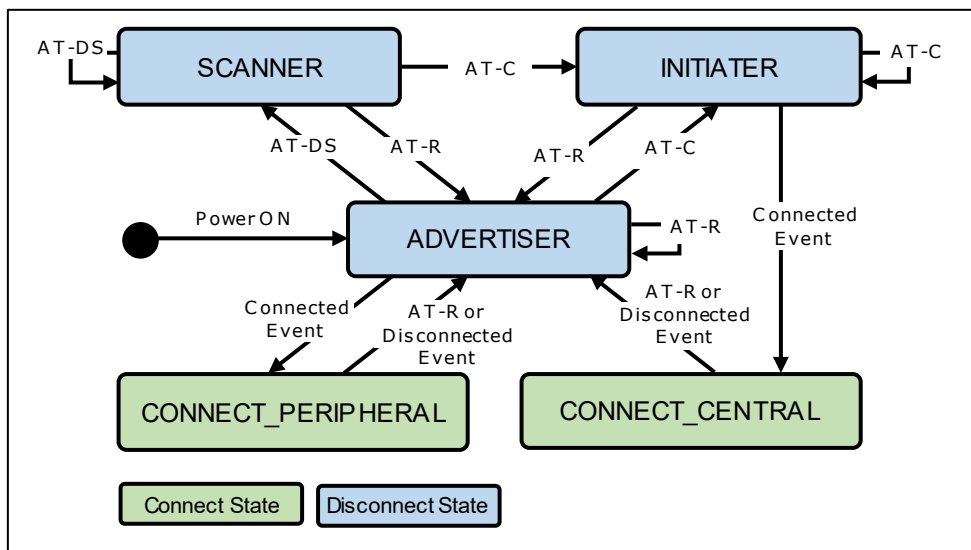 AT-DS
SCANNER
AT-C
INITIATER
AT-C
AT-DS
AT-R
AT-R
AT-C
Power ON
ADVERTISER
AT-R
Connected
Event
Connected
Event
AT-R or
Disconnected
Event
AT-R or
Disconnected
Event
CONNECT_PERIPHERAL
CONNECT_CENTRAL
Connect State
Disconnect State